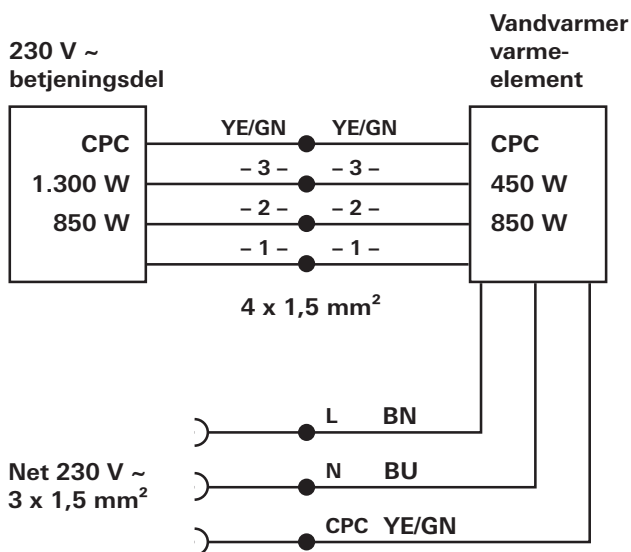 230 V ~
betjeningsdel
Vandvarmer
varme-
element
CPC
1.300 W
850 W
YE/GN YE/GN
– 3 – – 3 –
– 2 – – 2 –
– 1 – – 1 –
CPC
450 W
850 W
4 x 1,5 mm²
L BN
N BU
CPC YE/GN
Net 230 V ~
3 x 1,5 mm²